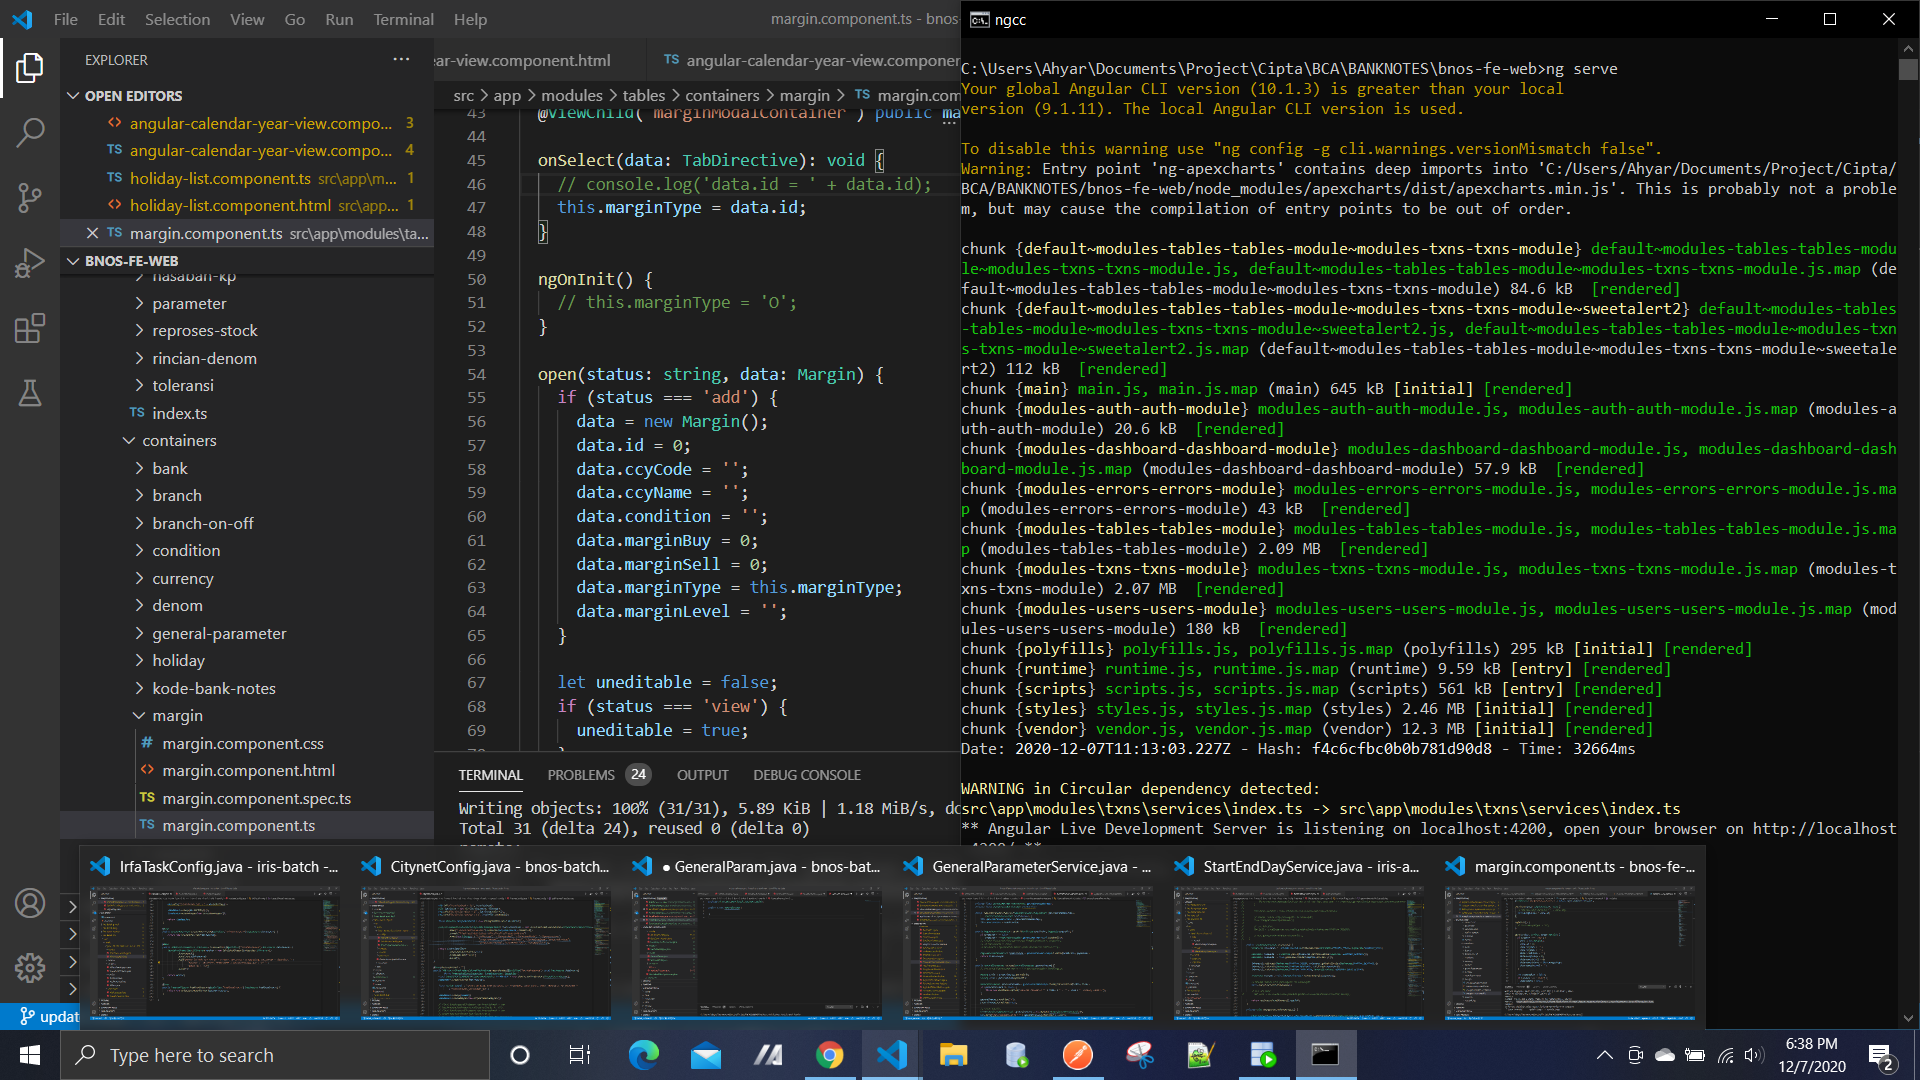 File Edit Selection View Go Run Terminal Help
margin.component.ts - bnos-
EXPLORER
OPEN EDITORS
angular-calendar-year-view.compo... 3
TS angular-calendar-year-view.compo... 4
TS holiday-list.component.ts src\app\m... 1
holiday-list.component.html src\app... 1
TS margin.component.ts src\app\modules\ta...
BNOS-FE-WEB
nasabah-kp
parameter
reproses-stock
rincian-denom
toleransi
TS index.ts
containers
bank
branch
branch-on-off
condition
currency
denom
general-parameter
holiday
kode-bank-notes
margin
# margin.component.css
<> margin.component.html
TS margin.component.spec.ts
TS margin.component.ts
ar-view.component.html
TS angular-calendar-year-view.componen
src > app > modules > tables > containers > margin > TS margin.com
43 @ViewChild('marginModalContainer') public ma
44
45 onSelect(data: TabDirective): void {
46 // console.log('data.id = ' + data.id);
47 this.marginType = data.id;
48 }
49
50 ngOnInit() {
51 // this.marginType = 'O';
52 }
53
54 open(status: string, data: Margin) {
55 if (status === 'add') {
56 data = new Margin();
57 data.id = 0;
58 data.ccyCode = '';
59 data.ccyName = '';
60 data.condition = '';
61 data.marginBuy = 0;
62 data.marginSell = 0;
63 data.marginType = this.marginType;
64 data.marginLevel = '';
65 }
66
67 let uneditable = false;
68 if (status === 'view') {
69 uneditable = true;
TERMINAL PROBLEMS 24 OUTPUT DEBUG CONSOLE
Writing objects: 100% (31/31), 5.89 KiB | 1.18 MiB/s, do
Total 31 (delta 24), reused 0 (delta 0)
ngcc
C:\Users\Ahyar\Documents\Project\Cipta\BCA\BANKNOTES\bnos-fe-web>ng serve
Your global Angular CLI version (10.1.3) is greater than your local
version (9.1.11). The local Angular CLI version is used.
To disable this warning use "ng config -g cli.warnings.versionMismatch false".
Warning: Entry point 'ng-apexcharts' contains deep imports into 'C:/Users/Ahyar/Documents/Project/Cipta/
BCA/BANKNOTES/bnos-fe-web/node_modules/apexcharts/dist/apexcharts.min.js'. This is probably not a proble
m, but may cause the compilation of entry points to be out of order.
chunk {default~modules-tables-tables-module~modules-txns-txns-module} default~modules-tables-tables-modu
le~modules-txns-txns-module.js, default~modules-tables-tables-module~modules-txns-txns-module.js.map (de
fault~modules-tables-tables-module~modules-txns-txns-module) 84.6 kB [rendered]
chunk {default~modules-tables-tables-module~modules-txns-txns-module~sweetalert2} default~modules-tables
-tables-module~modules-txns-txns-module~sweetalert2.js, default~modules-tables-tables-module~modules-txn
s-txns-module~sweetalert2.js.map (default~modules-tables-tables-module~modules-txns-txns-module~sweetale
rt2) 112 kB [rendered]
chunk {main} main.js, main.js.map (main) 645 kB [initial] [rendered]
chunk {modules-auth-auth-module} modules-auth-auth-module.js, modules-auth-auth-module.js.map (modules-a
uth-auth-module) 20.6 kB [rendered]
chunk {modules-dashboard-dashboard-module} modules-dashboard-dashboard-module.js, modules-dashboard-dash
board-module.js.map (modules-dashboard-dashboard-module) 57.9 kB [rendered]
chunk {modules-errors-errors-module} modules-errors-errors-module.js, modules-errors-errors-module.js.ma
p (modules-errors-errors-module) 43 kB [rendered]
chunk {modules-tables-tables-module} modules-tables-tables-module.js, modules-tables-tables-module.js.ma
p (modules-tables-tables-module) 2.09 MB [rendered]
chunk {modules-txns-txns-module} modules-txns-txns-module.js, modules-txns-txns-module.js.map (modules-t
xns-txns-module) 2.07 MB [rendered]
chunk {modules-users-users-module} modules-users-users-module.js, modules-users-users-module.js.map (mod
ules-users-users-module) 180 kB [rendered]
chunk {polyfills} polyfills.js, polyfills.js.map (polyfills) 295 kB [initial] [rendered]
chunk {runtime} runtime.js, runtime.js.map (runtime) 9.59 kB [entry] [rendered]
chunk {scripts} scripts.js, scripts.js.map (scripts) 561 kB [entry] [rendered]
chunk {styles} styles.js, styles.js.map (styles) 2.46 MB [initial] [rendered]
chunk {vendor} vendor.js, vendor.js.map (vendor) 12.3 MB [initial] [rendered]
Date: 2020-12-07T11:13:03.227Z - Hash: f4c6cfbc0b0b781d90d8 - Time: 32664ms
WARNING in Circular dependency detected:
src\app\modules\txns\services\index.ts -> src\app\modules\txns\services\index.ts
** Angular Live Development Server is listening on localhost:4200, open your browser on http://localhost
IrfaTaskConfig.java - iris-batch -...
CitynetConfig.java - bnos-batch...
● GeneralParam.java - bnos-bat...
GeneralParameterService.java - ...
StartEndDayService.java - iris-a...
margin.component.ts - bnos-fe-...
updat
Type here to search
6:38 PM
12/7/2020
2